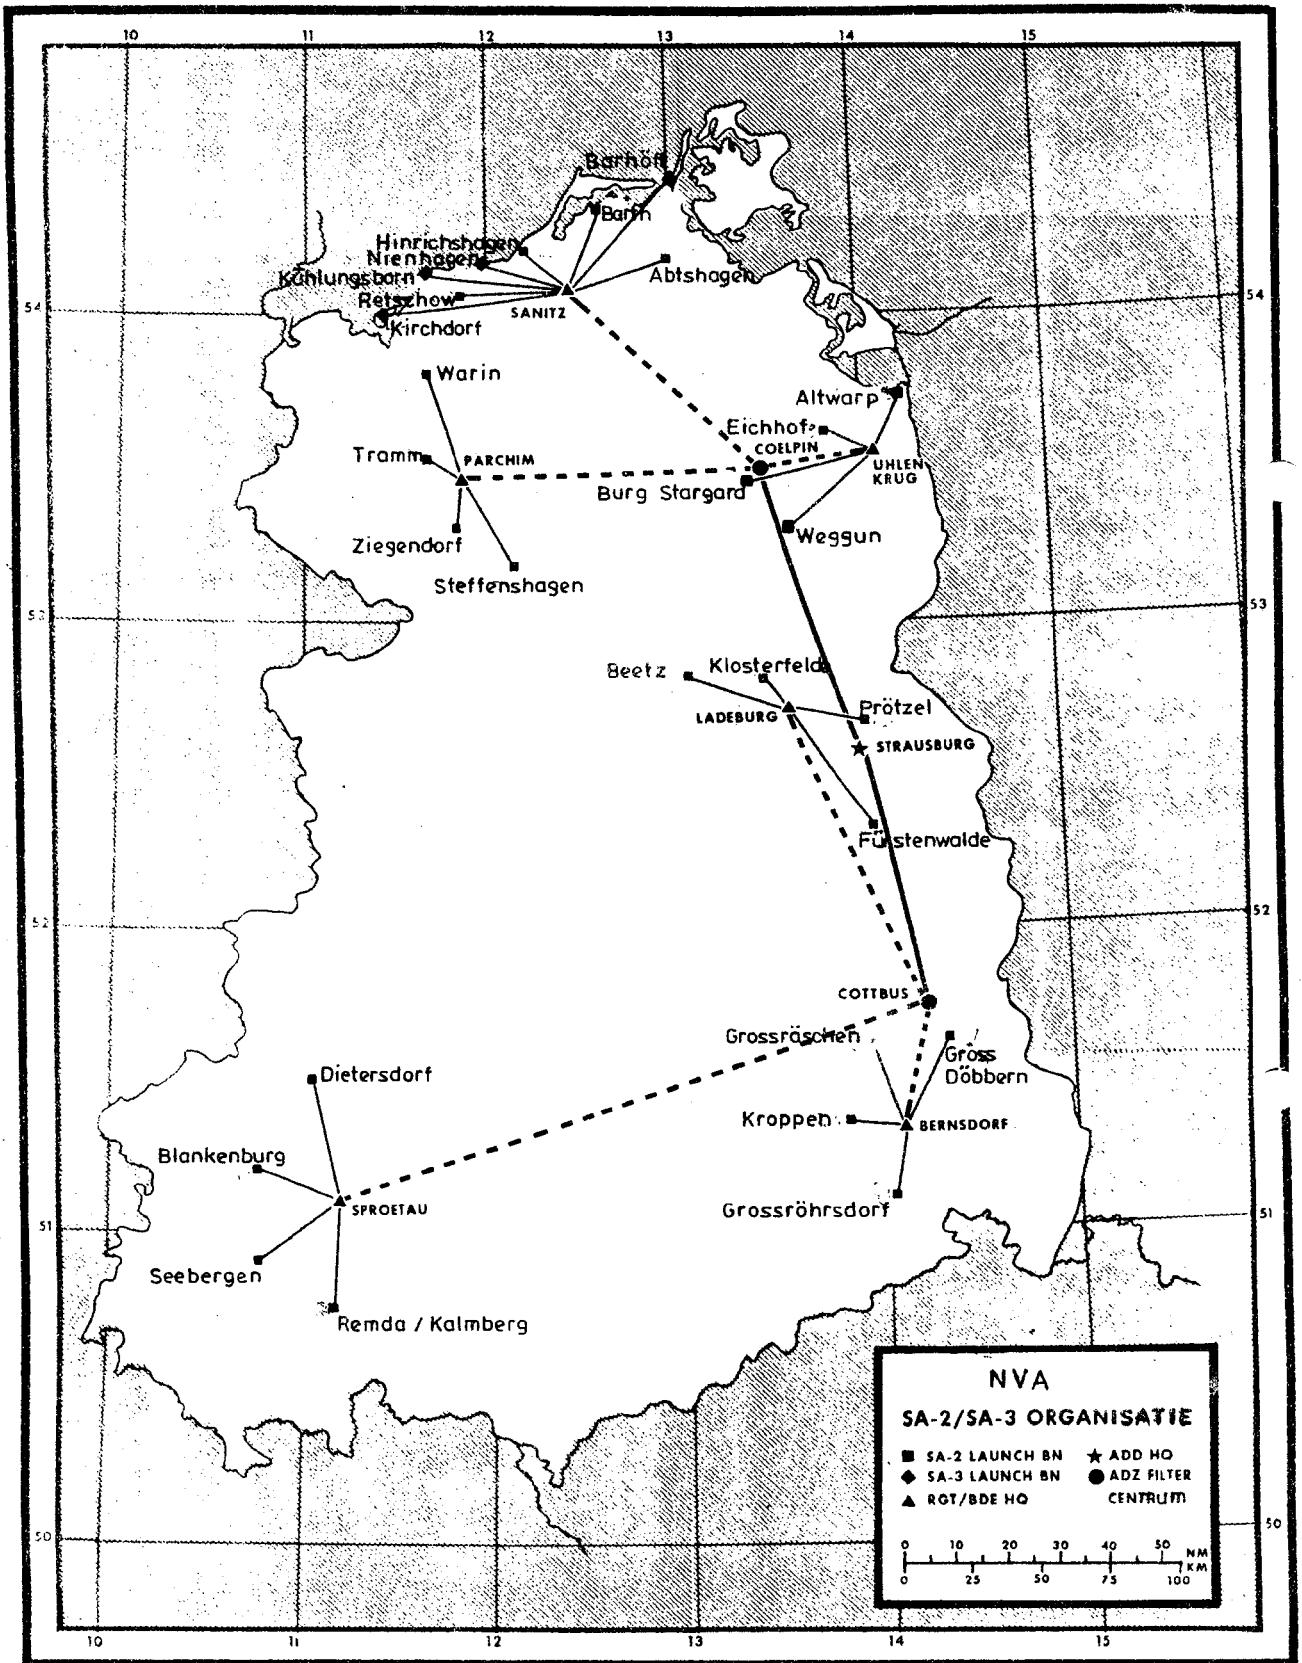 10 11 12 13 14 15
Barhöft
Barth
Hinrichshagen
Nienhagen
Kühlungsborn
Abtshagen
Retschow
54 54
SANITZ
Kirchdorf
Warin
Altwarp
Eichhof
COELPIN
Tramm
PARCHIM
UHLEN
KRUG
Burg Stargard
Weggun
Ziegendorf
Steffenshagen
53 53
Beetz
Klosterfelde
Prötzel
LADEBURG
STRAUSBURG
Fürstenwalde
52 52
COTTBUS
Grossräschen
Gross
Döbbern
Dietersdorf
Kroppen
BERNSDORF
Blankenburg
SPROETAU
Grossröhrsdorf
51 51
Seebergen
Remda / Kalmberg
NVA
SA-2/SA-3 ORGANISATIE
SA-2 LAUNCH BN
ADD HQ
SA-3 LAUNCH BN
ADZ FILTER
CENTRUM
RGT/BDE HQ
50 50
0 10 20 30 40 50 NM
0 25 50 75 100 KM
10 11 12 13 14 15